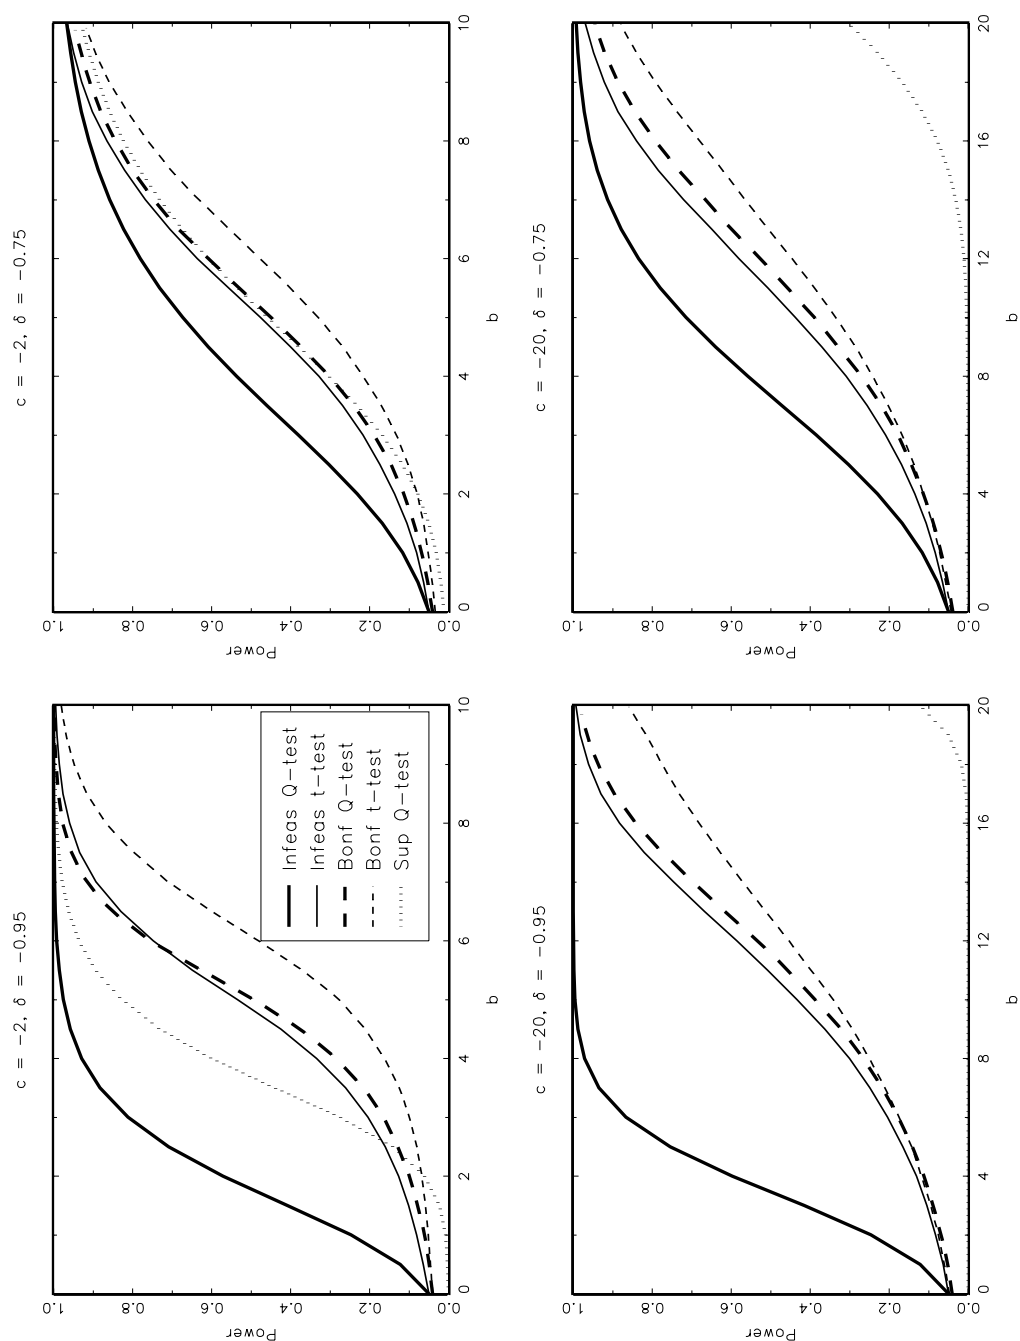 c = −2, δ = −0.95
Power
1.0
0.8
0.6
0.4
0.2
0.0
0
2
4
6
8
10
b
Infeas Q−test
Infeas t−test
Bonf Q−test
Bonf t−test
Sup Q−test
c = −2, δ = −0.75
Power
1.0
0.8
0.6
0.4
0.2
0.0
0
2
4
6
8
10
b
c = −20, δ = −0.95
Power
1.0
0.8
0.6
0.4
0.2
0.0
0
4
8
12
16
20
b
c = −20, δ = −0.75
Power
1.0
0.8
0.6
0.4
0.2
0.0
0
4
8
12
16
20
b